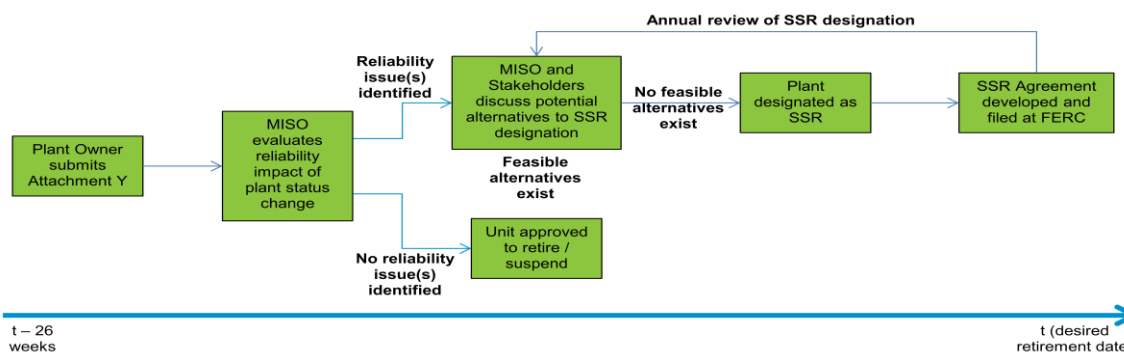 Annual review of SSR designation
Reliability
issue(s)
identified
MISO and
Stakeholders
discuss potential
alternatives to SSR
designation
No feasible
alternatives
exist
Plant
designated as
SSR
SSR Agreement
developed and
filed at FERC
Plant Owner
submits
Attachment Y
MISO
evaluates
reliability
impact of
plant status
change
Feasible
alternatives
exist
Unit approved
to retire /
suspend
No reliability
issue(s)
identified
t – 26
weeks
t (desired
retirement date